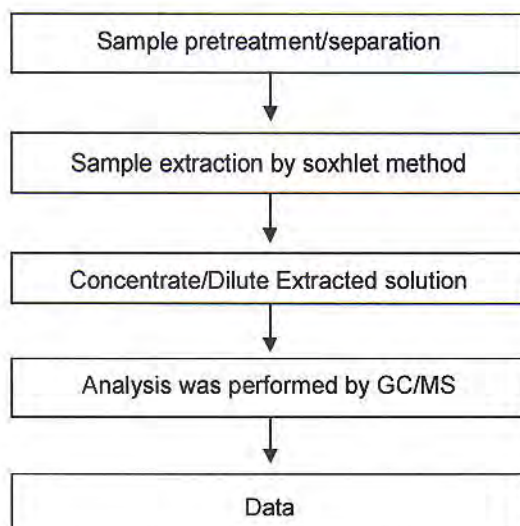 Sample pretreatment/separation
Sample extraction by soxhlet method
Concentrate/Dilute Extracted solution
Analysis was performed by GC/MS
Data